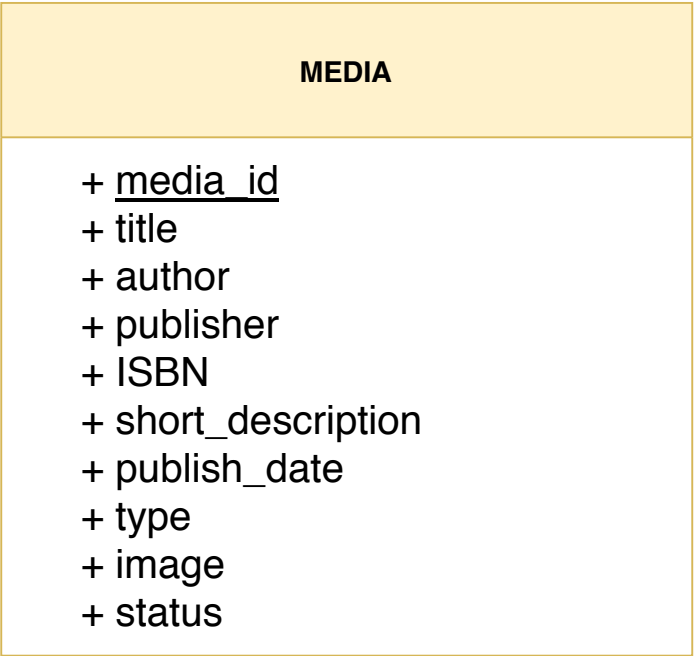 MEDIA
+ media_id
+ title
+ author
+ publisher
+ ISBN
+ short_description
+ publish_date
+ type
+ image
+ status